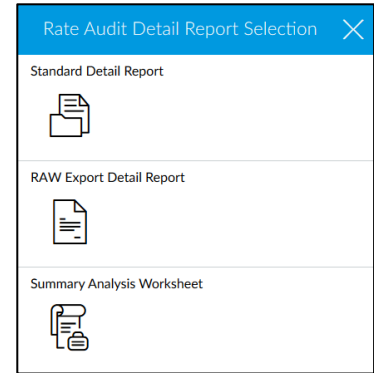 Rate Audit Detail Report Selection
Standard Detail Report
RAW Export Detail Report
Summary Analysis Worksheet